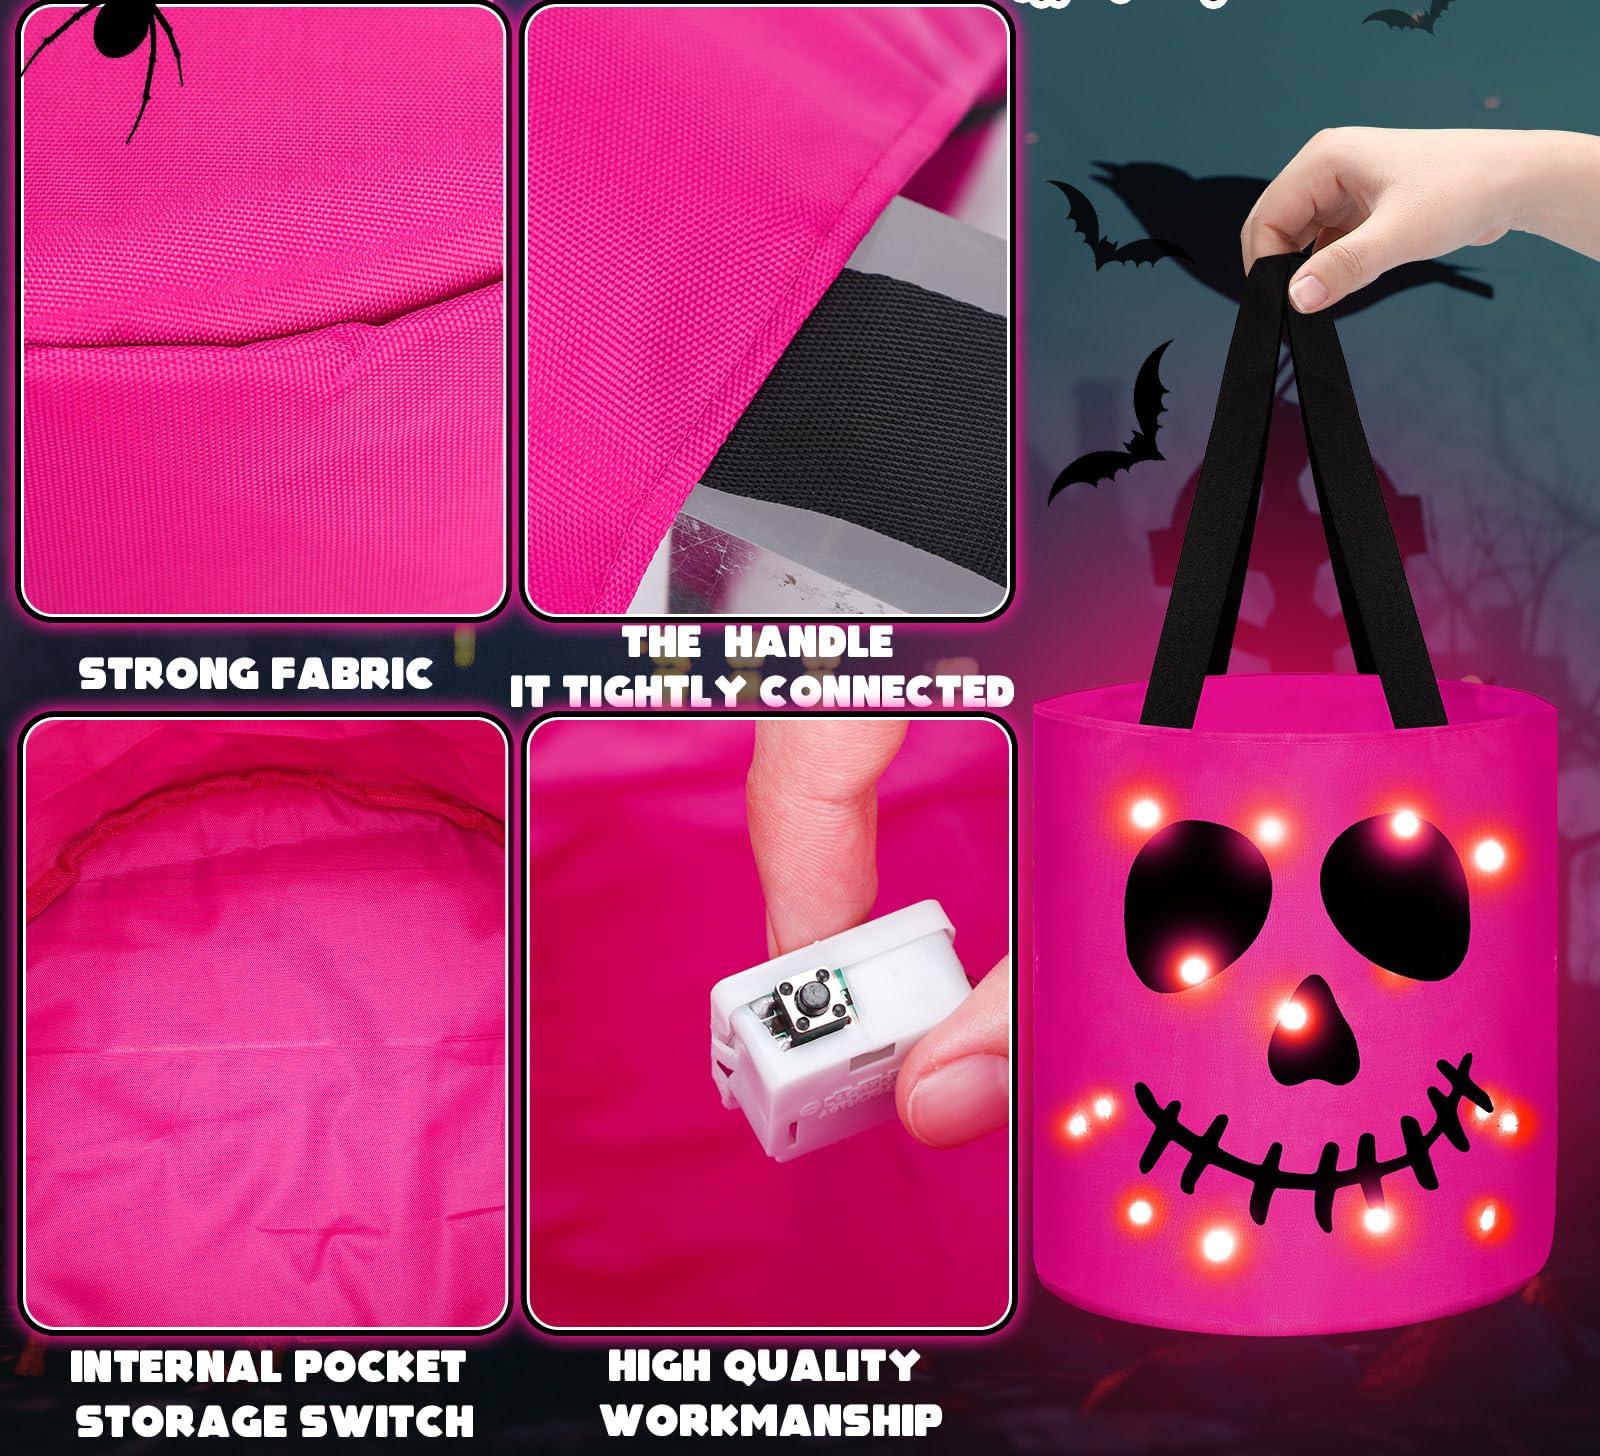 STRONG FABRIC
THE HANDLE
IT TIGHTLY CONNECTED
INTERNAL POCKET
STORAGE SWITCH
HIGH QUALITY
WORKMANSHIP